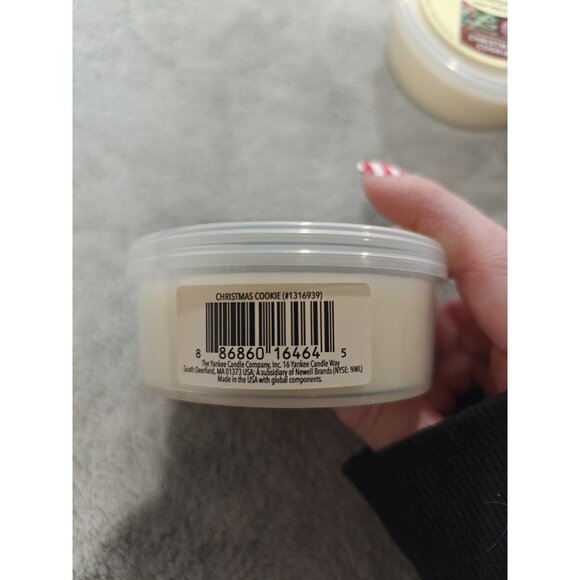 CHRISTMAS COOKIE (#1316939)
8 86860 16464 5
The Yankee Candle Company, Inc. 16 Yankee Candle Way
South Deerfield, MA 01373 USA; A subsidiary of Newell Brands (NYSE: NWL)
Made in the USA with global components.